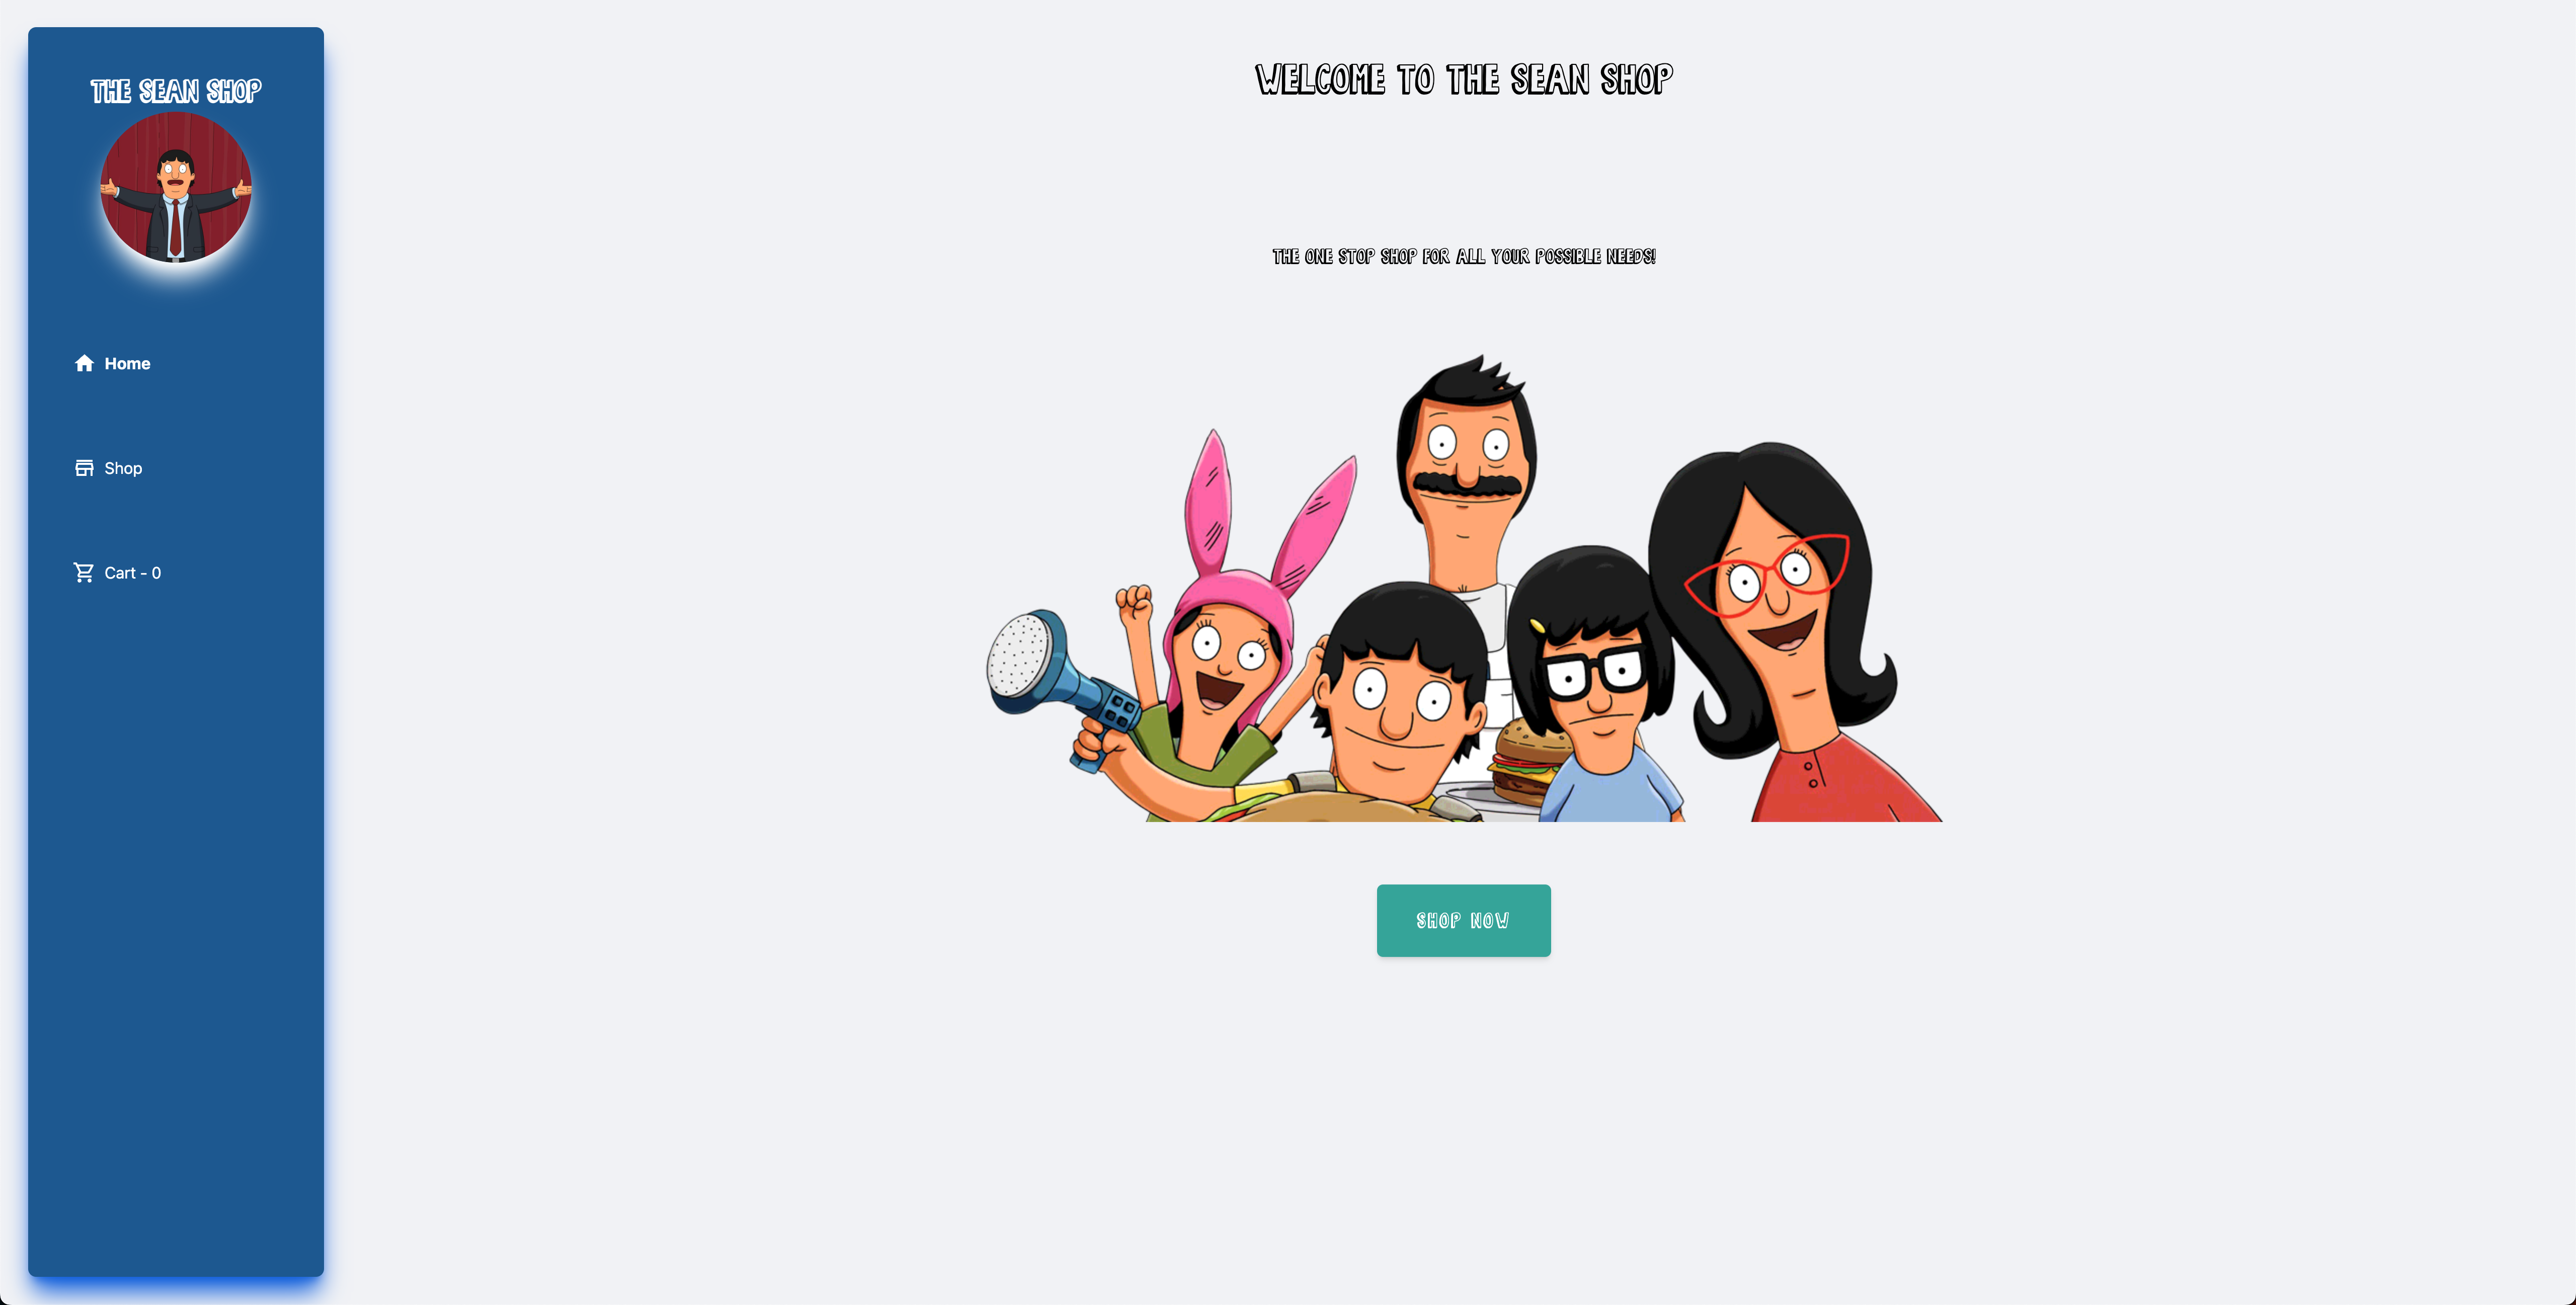 THE SEAN SHOP
Home
Shop
Cart - 0
WELCOME TO THE SEAN SHOP
THE ONE STOP SHOP FOR ALL YOUR POSSIBLE NEEDS!
SHOP NOW